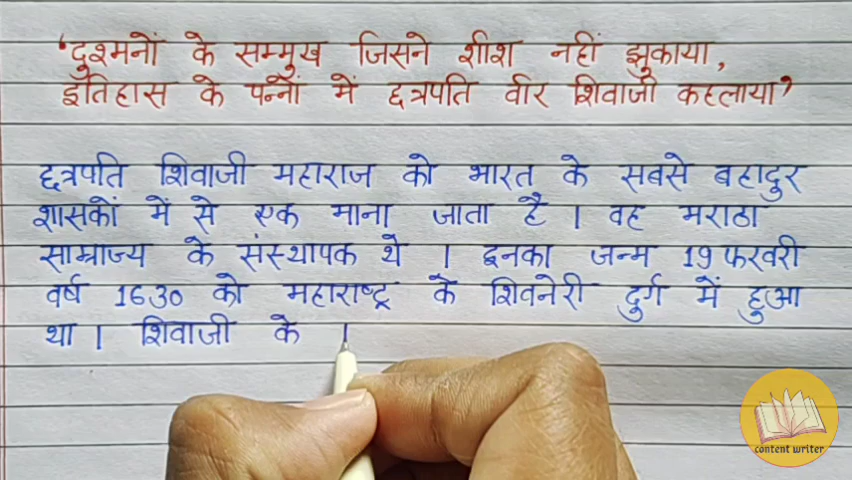 'दुश्मनों के सम्मुख जिसने शीश नहीं झुकाया,
इतिहास के पन्नों में छत्रपति वीर शिवाजी कहलाया'
छत्रपति शिवाजी महाराज को भारत के सबसे बहादुर
शासकों में से एक माना जाता है ।  वह मराठा
साम्राज्य के संस्थापक थे । इनका जन्म 19 फरवरी
वर्ष 1630 को महाराष्ट्र के शिवनेरी दुर्ग में हुआ
था । शिवाजी के
content writer